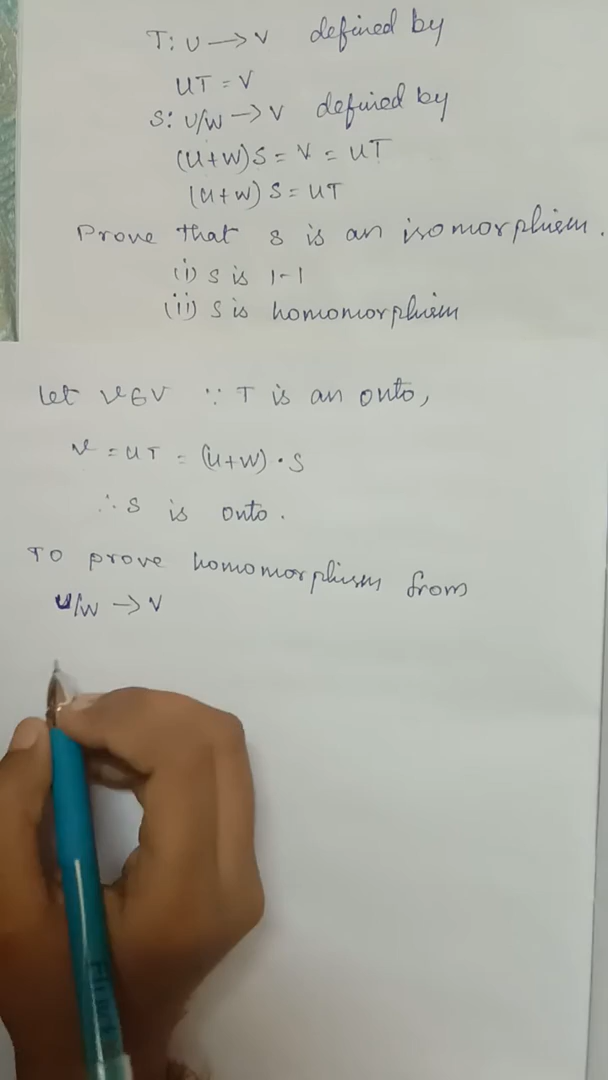 T: U → V defined by
UT = V
S: U/W → V defined by
(U+W)S = V = UT
(U+W) S = UT
Prove that S is an isomorphism.
(i) S is 1-1
(ii) S is homomorphism
Let v∈V ∵ T is an onto,
v = UT = (U+W)·S
∴ S is onto.
To prove homomorphism from
U/W → V